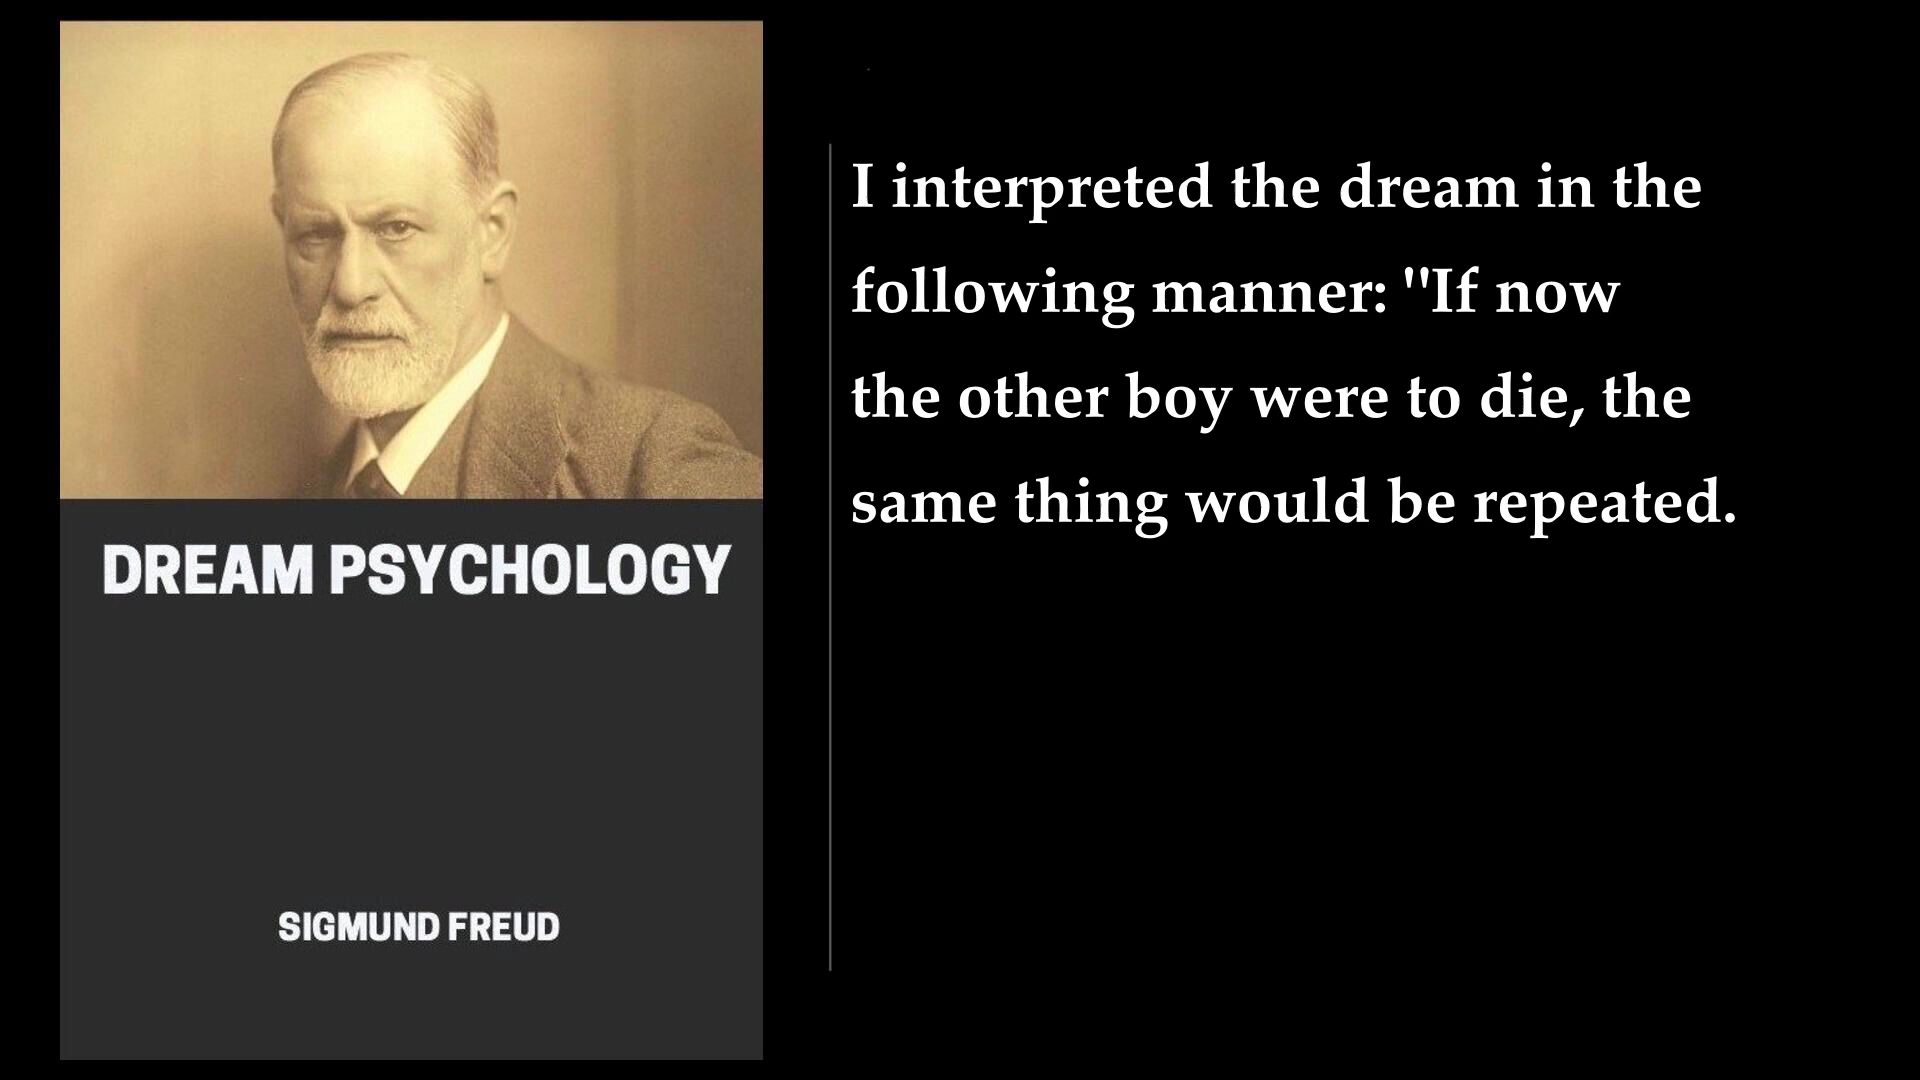 DREAM PSYCHOLOGY
SIGMUND FREUD
I interpreted the dream in the
following manner: "If now
the other boy were to die, the
same thing would be repeated.